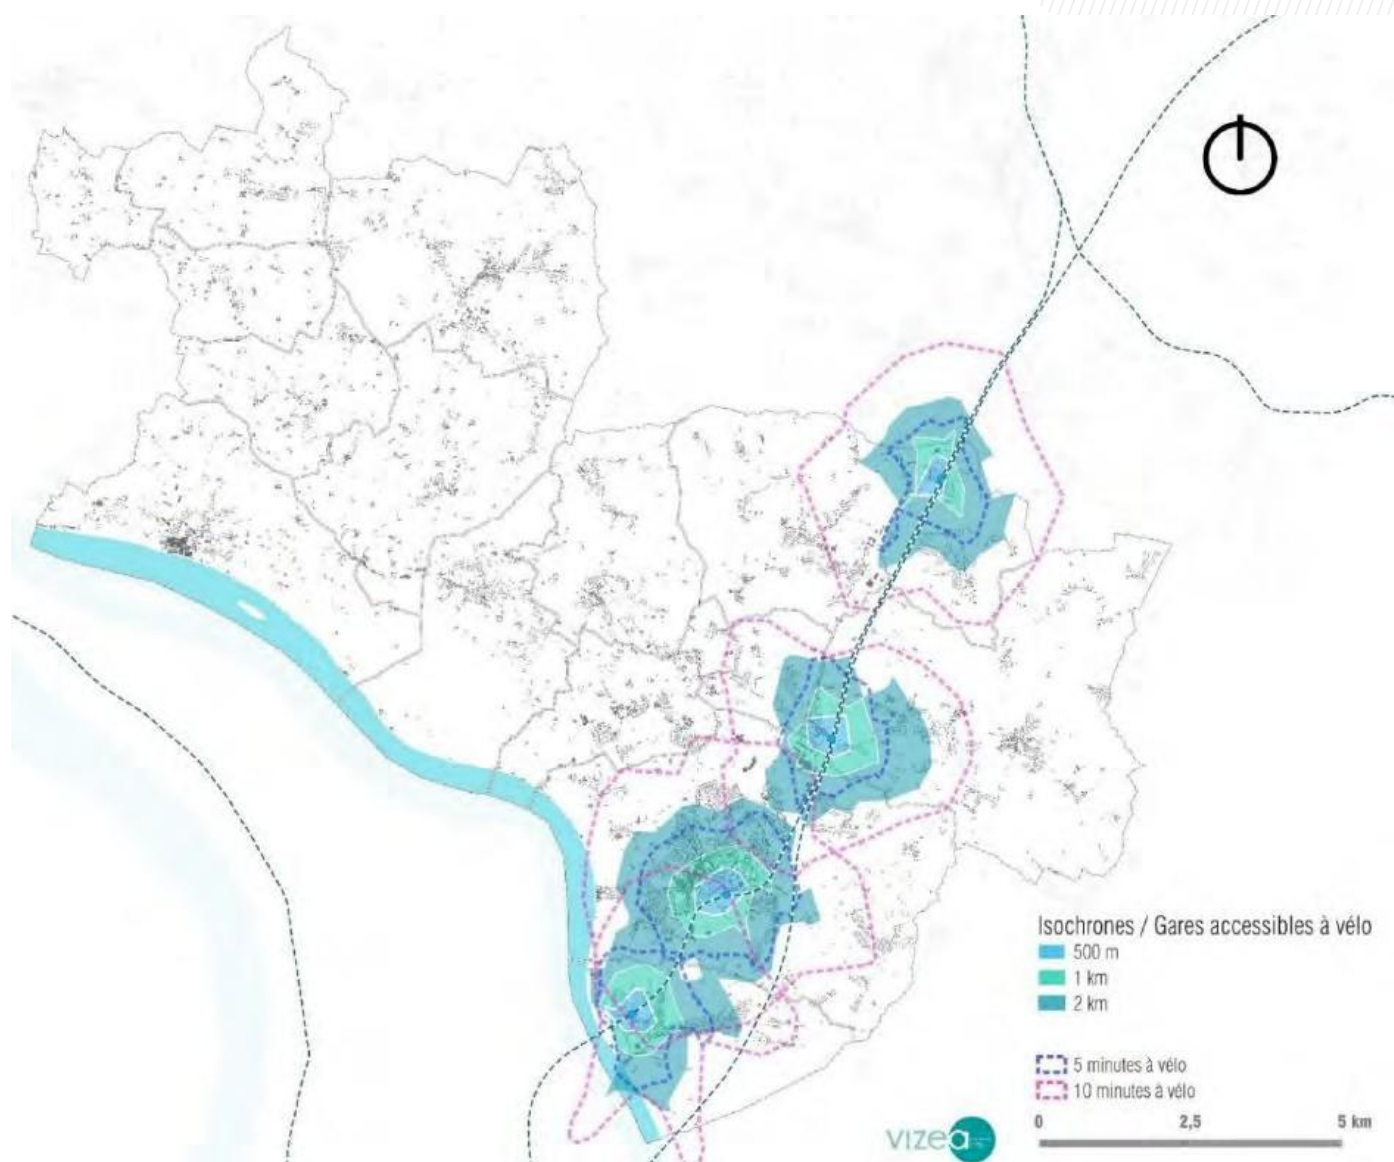 Isochrones / Gares accessibles à vélo
500 m
1 km
2 km
5 minutes à vélo
10 minutes à vélo
0 2,5 5 km
vizea